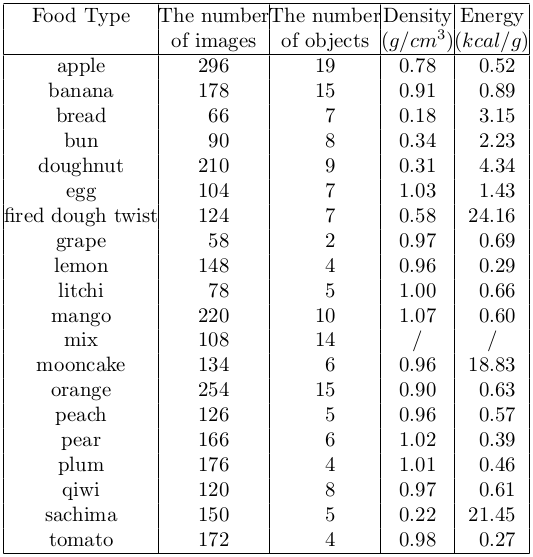 Food Type The number of images The number of objects Density (g/cm³) Energy (kcal/g)
apple 296 19 0.78 0.52
banana 178 15 0.91 0.89
bread 66 7 0.18 3.15
bun 90 8 0.34 2.23
doughnut 210 9 0.31 4.34
egg 104 7 1.03 1.43
fired dough twist 124 7 0.58 24.16
grape 58 2 0.97 0.69
lemon 148 4 0.96 0.29
litchi 78 5 1.00 0.66
mango 220 10 1.07 0.60
mix 108 14 / /
mooncake 134 6 0.96 18.83
orange 254 15 0.90 0.63
peach 126 5 0.96 0.57
pear 166 6 1.02 0.39
plum 176 4 1.01 0.46
qiwi 120 8 0.97 0.61
sachima 150 5 0.22 21.45
tomato 172 4 0.98 0.27